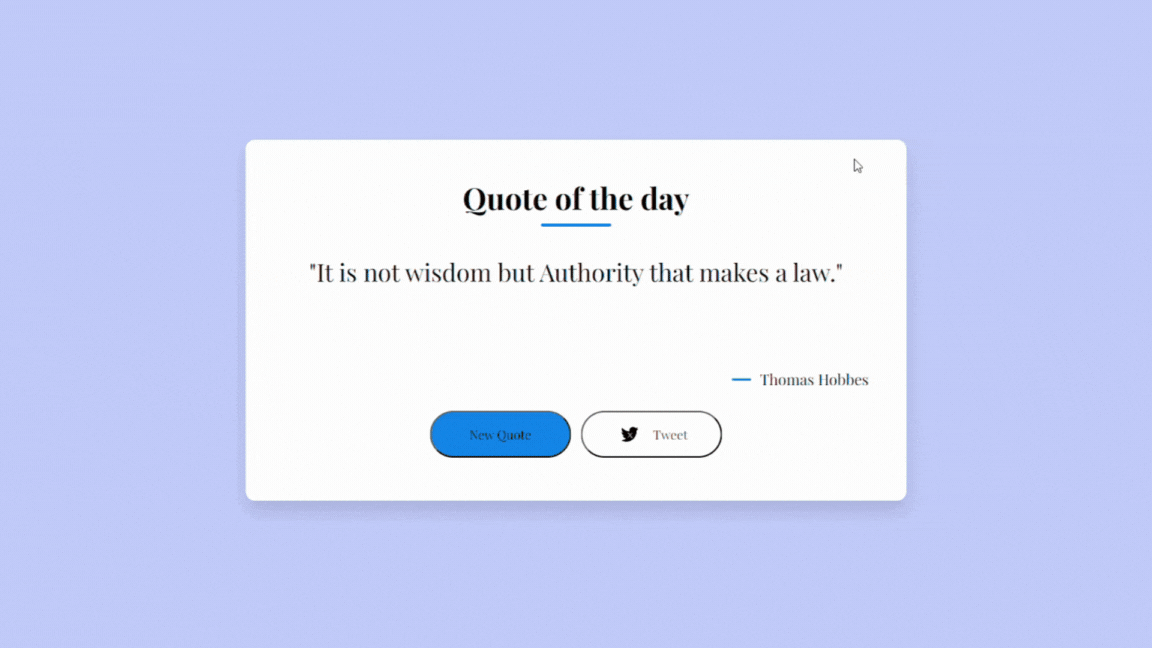 Quote of the day
"It is not wisdom but Authority that makes a law."
Thomas Hobbes
New Quote
Tweet